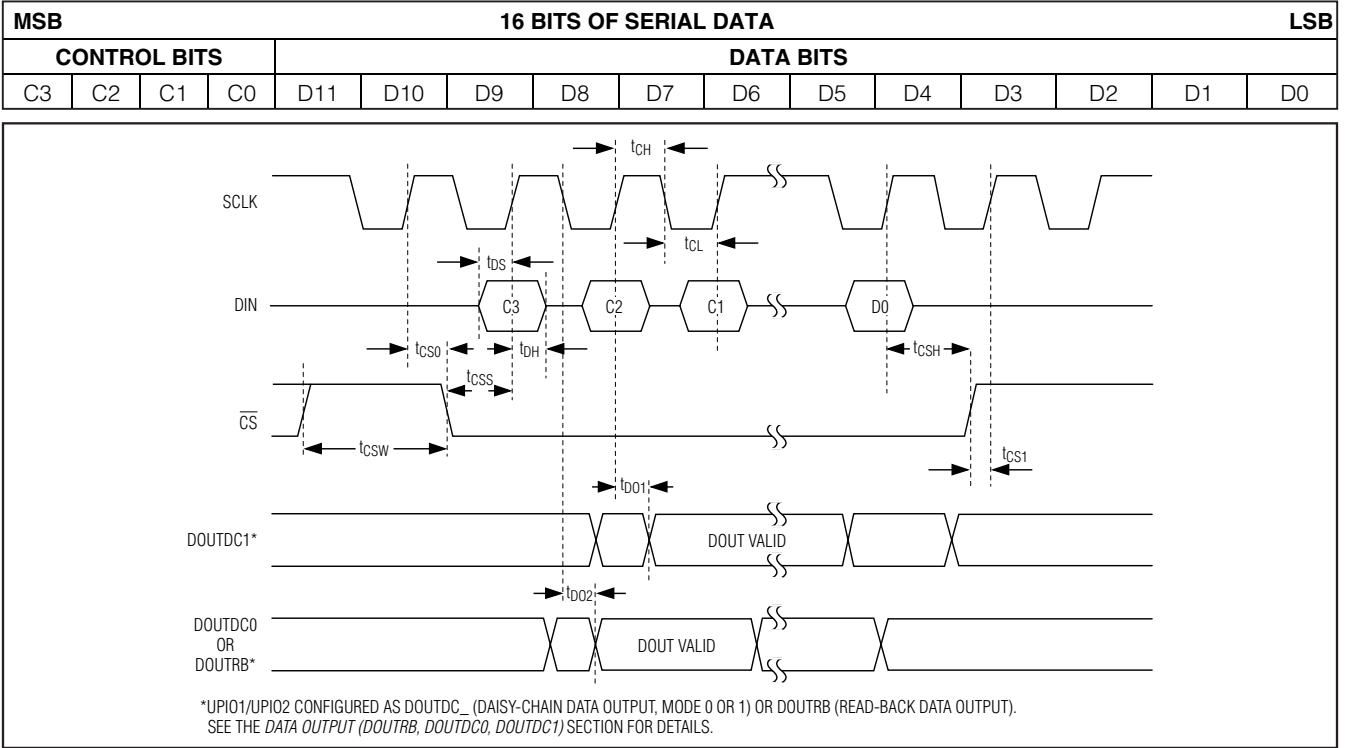 MSB 16 BITS OF SERIAL DATA LSB
CONTROL BITS DATA BITS
C3 C2 C1 C0 D11 D10 D9 D8 D7 D6 D5 D4 D3 D2 D1 D0
tCH
SCLK
tCL
tDS
DIN C3 C2 C1 D0
tCS0 tDH tCSH
tCSS
CS
tCSW tCS1
tDO1
DOUTDC1* DOUT VALID
tDO2
DOUTDC0
OR
DOUTRB*
DOUT VALID
*UPIO1/UPIO2 CONFIGURED AS DOUTDC_ (DAISY-CHAIN DATA OUTPUT, MODE 0 OR 1) OR DOUTRB (READ-BACK DATA OUTPUT).
SEE THE DATA OUTPUT (DOUTRB, DOUTDC0, DOUTDC1) SECTION FOR DETAILS.